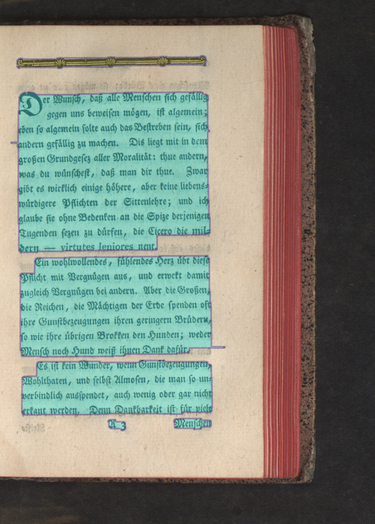 Der Wunsch, daß alle Menschen sich gefällig
gegen uns beweisen mögen, ist algemein;
eben so algemein solte auch das Bestreben sein, sich
andern gefällig zu machen. Dis liegt mit in dem
großen Grundgesez aller Moralität: thue andern,
was du wünschest, daß man dir thue. Zwar
gibt es wirklich einige höhere, aber keine liebens-
würdigere Pflichten der Sittenlehre; und ich
glaube sie ohne Bedenken an die Spize derjenigen
Tugenden sezen zu dürfen, die Cicero die mil-
dern — virtutes leniores nent.
Ein wohlwollendes, fühlendes Herz übt diese
Pflicht mit Vergnügen aus, und erwekt damit
zugleich Vergnügen bei andern. Aber die Großen,
die Reichen, die Mächtigen der Erde spenden oft
ihre Gunstbezeugungen ihren geringern Brüdern,
so wie ihre übrigen Brokken den Hunden; weder
Mensch noch Hund weiß ihnen Dank dafür.
Es ist kein Wunder, wenn Gunstbezeugungen,
Wohlthaten, und selbst Almosen, die man so un-
verbindlich ausspendet, auch wenig oder gar nicht
erkant werden. Denn Dankbarkeit ist für viele
Menschen